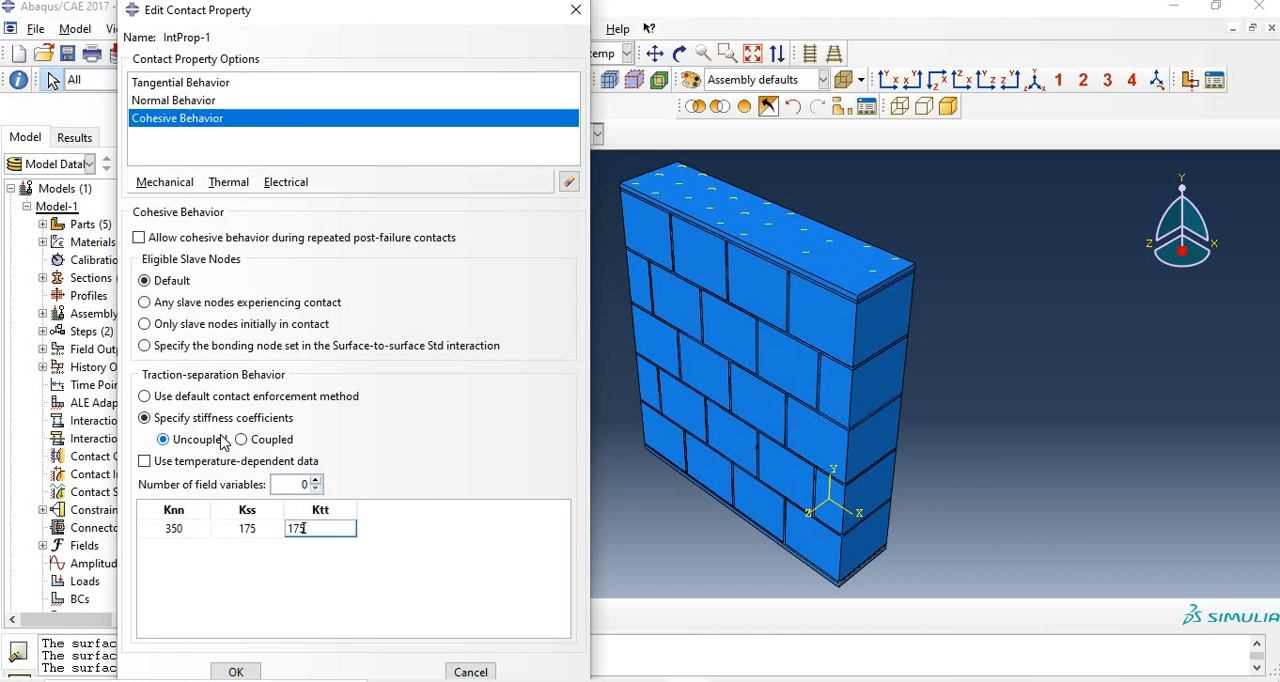 Abaqus/CAE 2017 -
Edit Contact Property
File Model Vi
Help
Name: IntProp-1
Contact Property Options
All
Tangential Behavior
Normal Behavior
Cohesive Behavior
emp
Assembly defaults
1 2 3 4
Model Results
Model Data
Mechanical Thermal Electrical
Models (1)
Model-1
Parts (5)
Materials
Calibratio
Sections
Profiles
Assembly
Steps (2)
Field Out
History O
Time Poin
ALE Adap
Interactio
Interactio
Contact C
Contact I
Contact S
Constrain
Connecto
Fields
Amplitud
Loads
BCs
Cohesive Behavior
Allow cohesive behavior during repeated post-failure contacts
Eligible Slave Nodes
Default
Any slave nodes experiencing contact
Only slave nodes initially in contact
Specify the bonding node set in the Surface-to-surface Std interaction
Traction-separation Behavior
Use default contact enforcement method
Specify stiffness coefficients
Uncoupled Coupled
Use temperature-dependent data
Number of field variables: 0
Knn Kss Ktt
350 175 175
OK Cancel
Y
Z X
Y
Z X
SIMULIA
The surfac
The surfac
The surfac